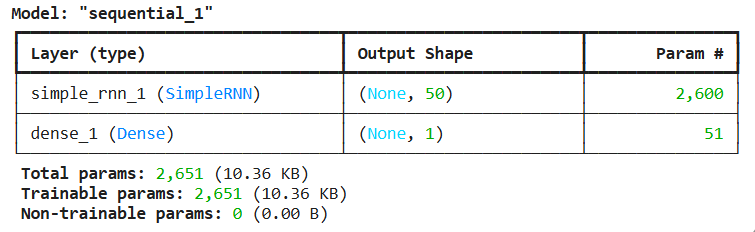 Model: "sequential_1"
Layer (type) Output Shape Param #
simple_rnn_1 (SimpleRNN) (None, 50) 2,600
dense_1 (Dense) (None, 1) 51
Total params: 2,651 (10.36 KB)
Trainable params: 2,651 (10.36 KB)
Non-trainable params: 0 (0.00 B)